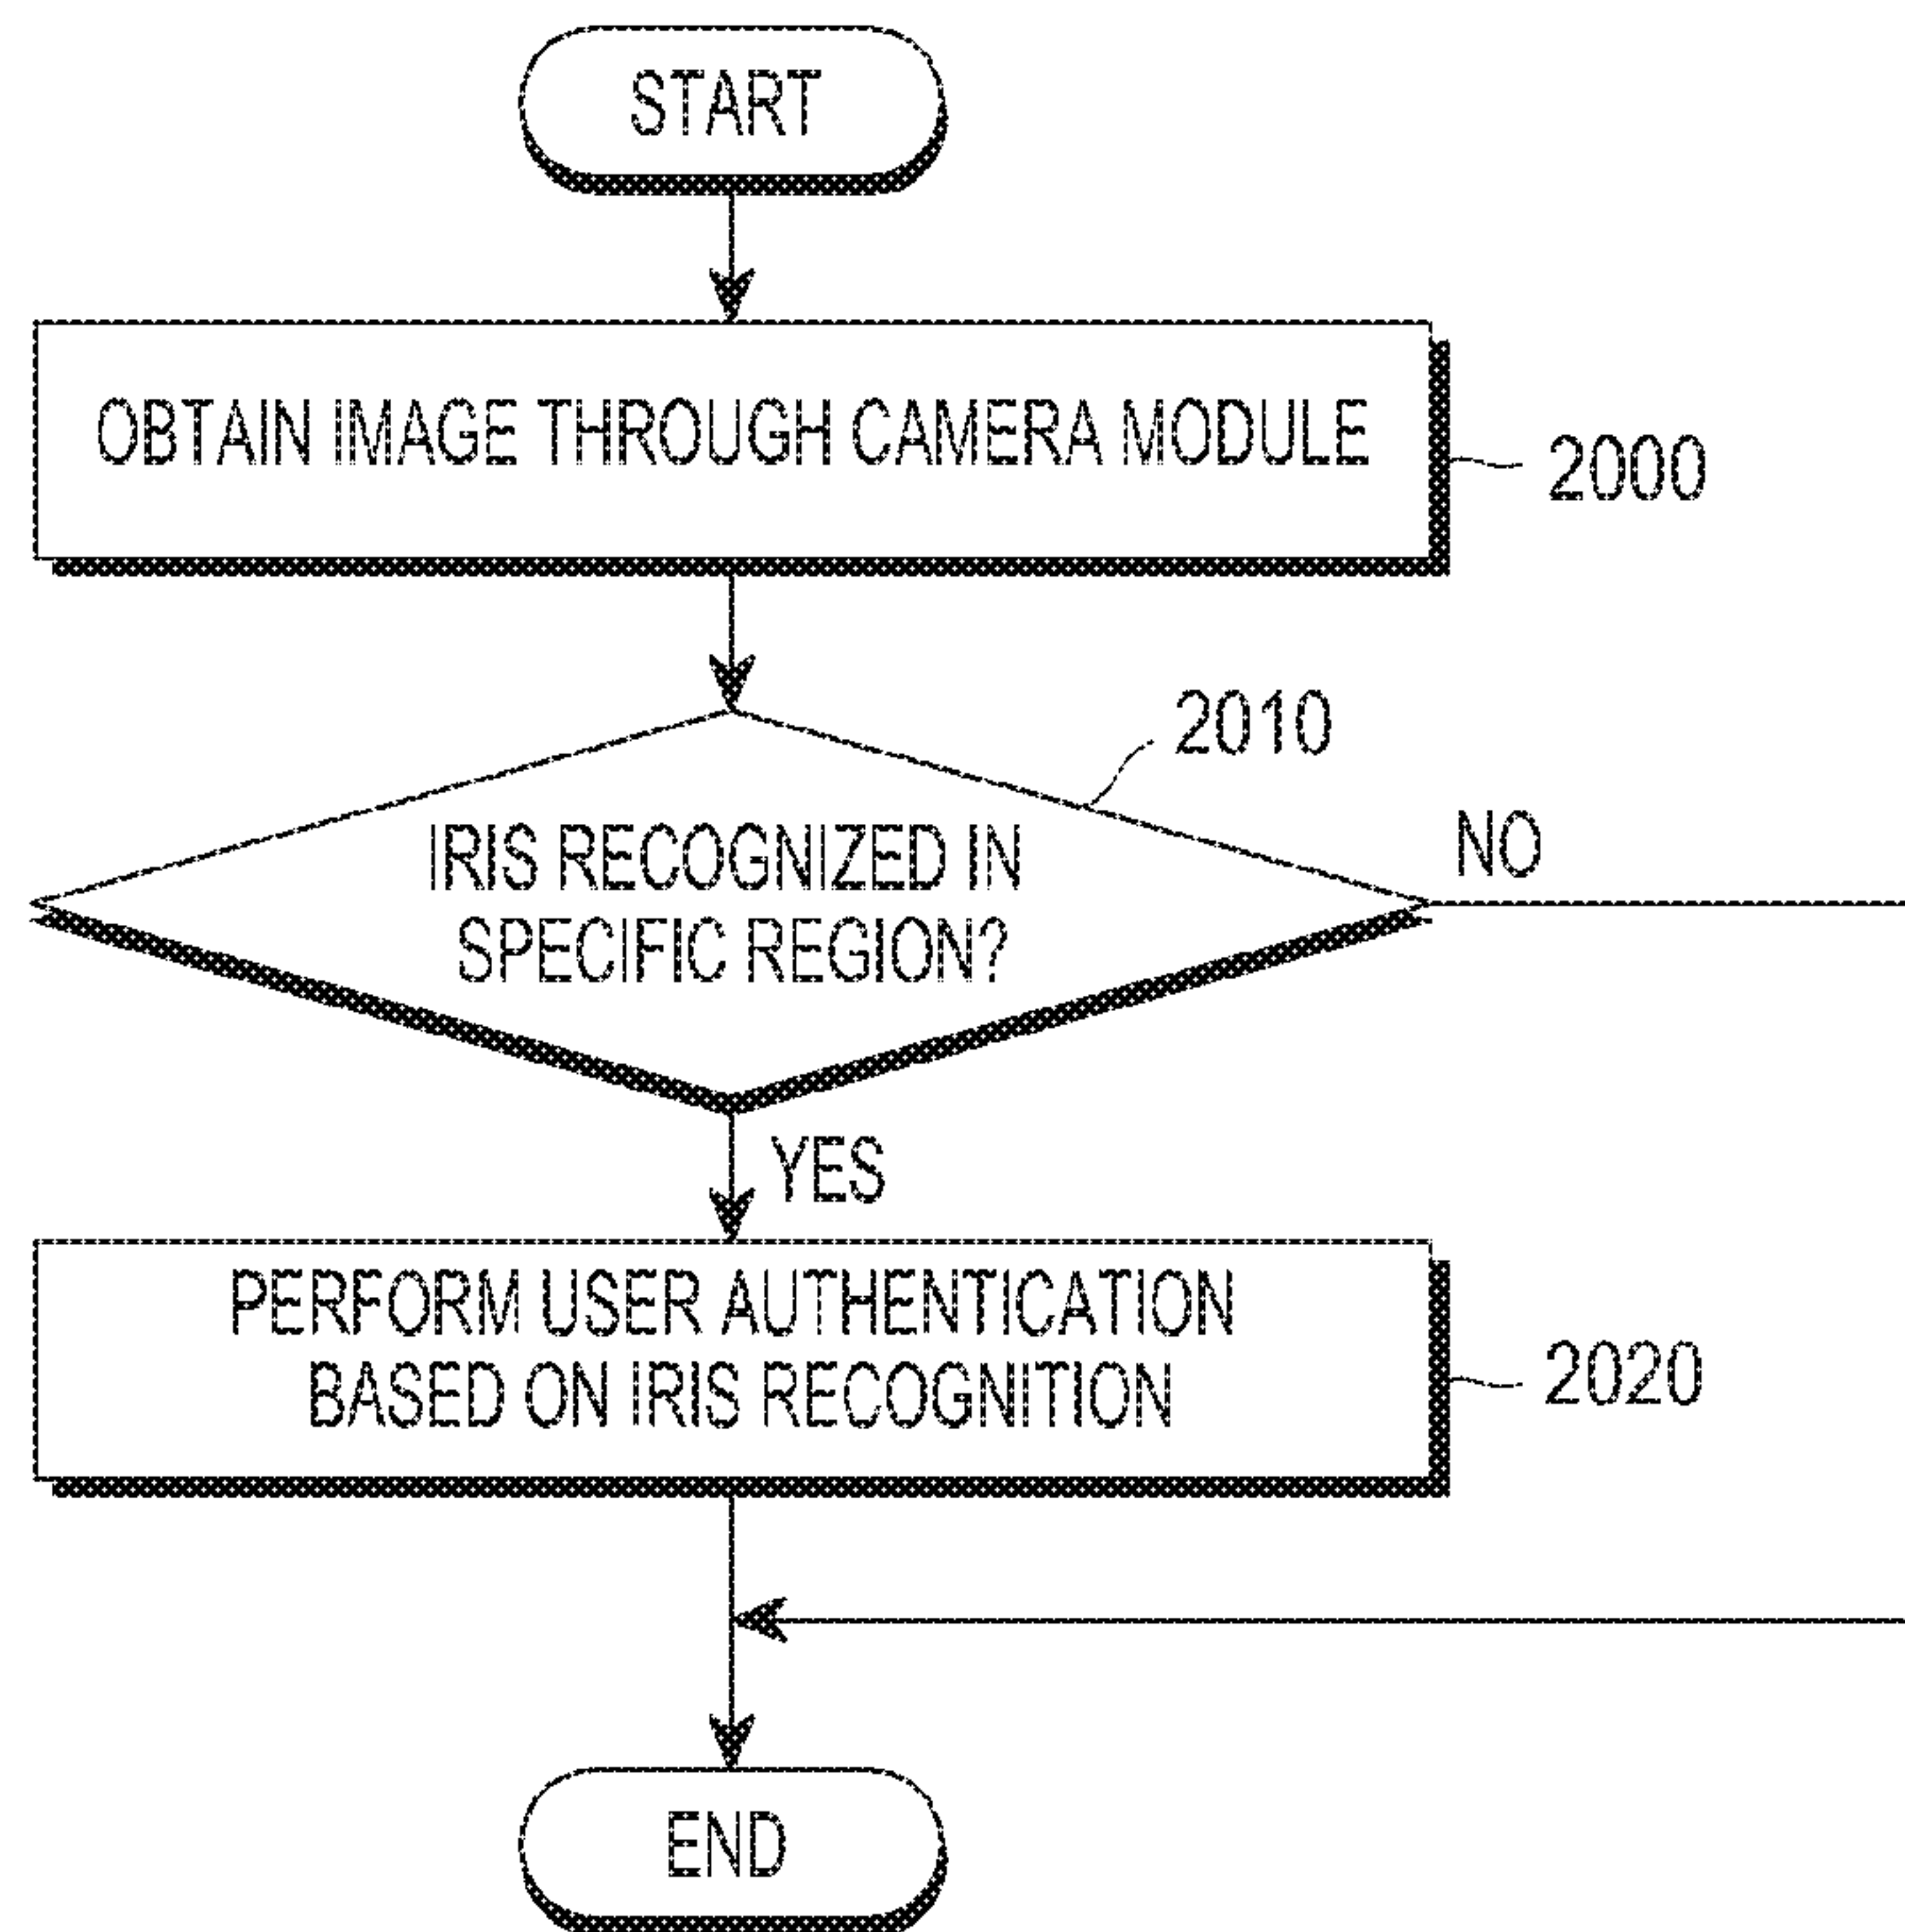 START
OBTAIN IMAGE THROUGH CAMERA MODULE
2000
2010
IRIS RECOGNIZED IN
SPECIFIC REGION?
NO
YES
PERFORM USER AUTHENTICATION
BASED ON IRIS RECOGNITION
2020
END